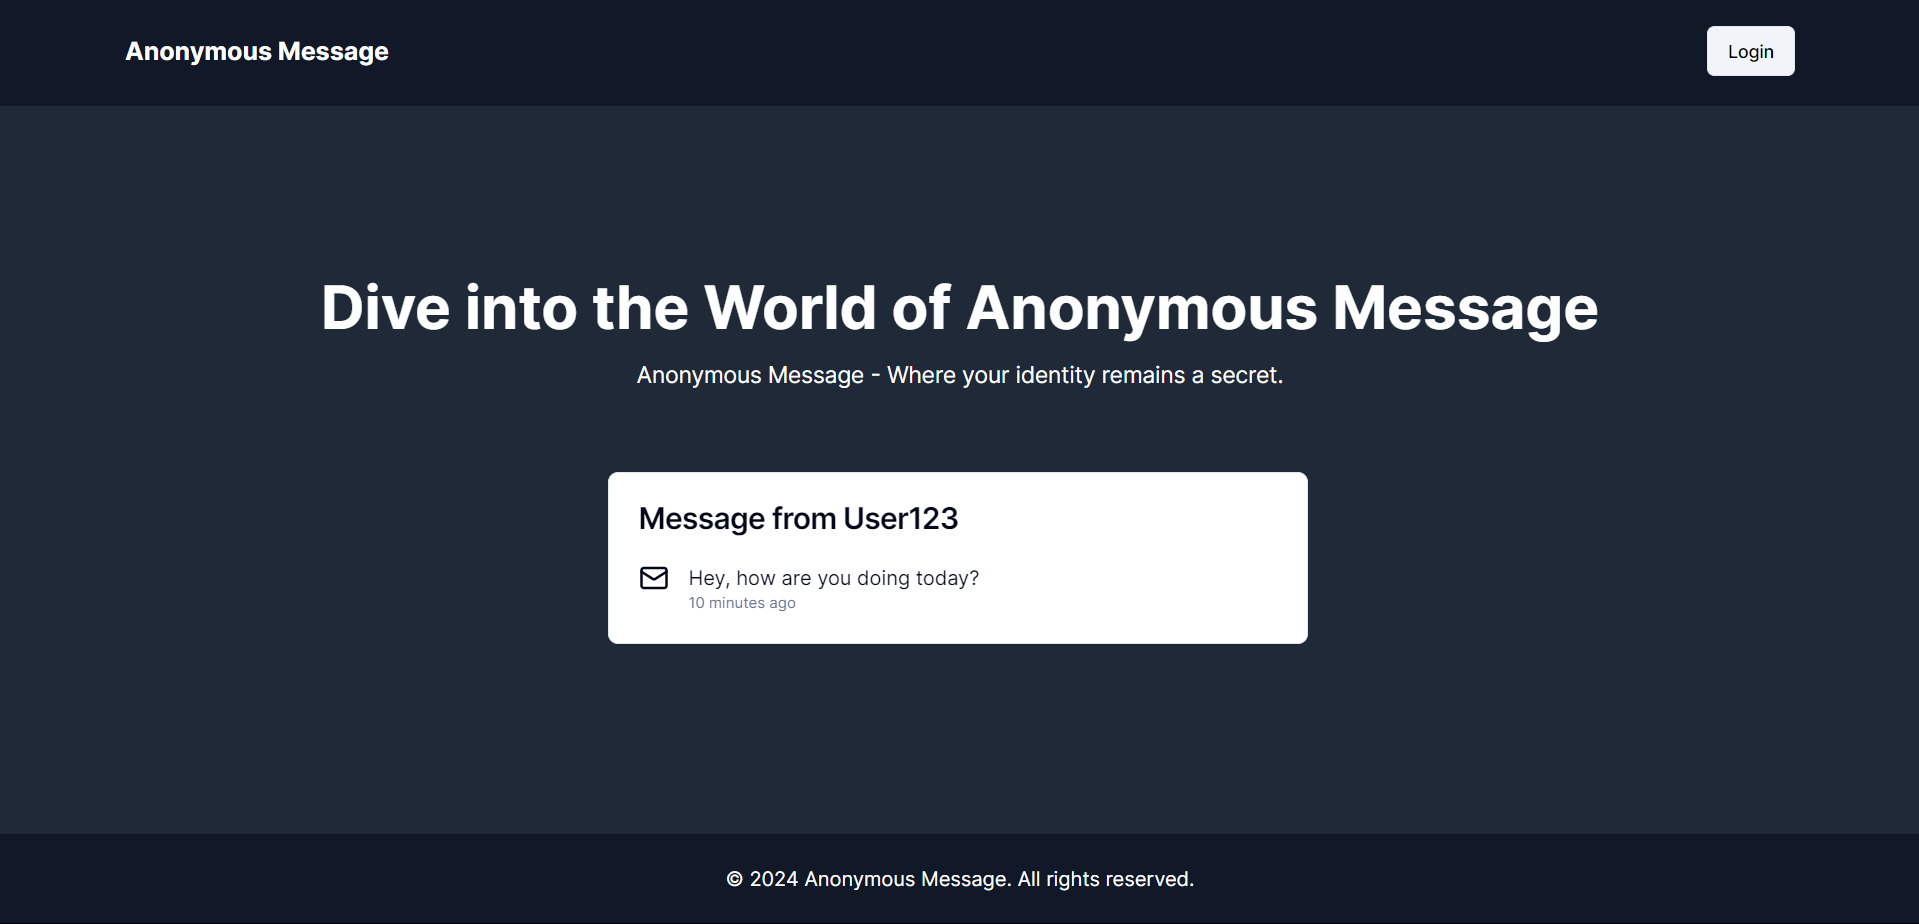 Anonymous Message
Login
Dive into the World of Anonymous Message
Anonymous Message - Where your identity remains a secret.
Message from User123
Hey, how are you doing today?
10 minutes ago
© 2024 Anonymous Message. All rights reserved.